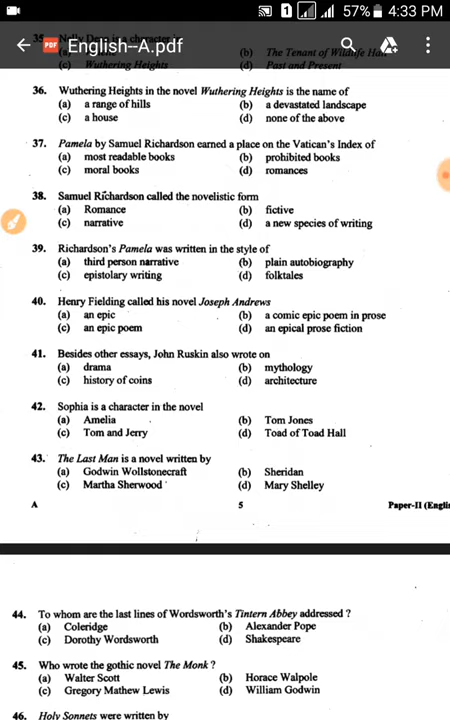 57% 4:33 PM
35. Nelly Dean is a character in
English--A.pdf
(b) The Tenant of Wildlife Hall
(c) Wuthering Heights (d) Past and Present
36. Wuthering Heights in the novel Wuthering Heights is the name of
(a) a range of hills (b) a devastated landscape
(c) a house (d) none of the above
37. Pamela by Samuel Richardson earned a place on the Vatican's Index of
(a) most readable books (b) prohibited books
(c) moral books (d) romances
38. Samuel Richardson called the novelistic form
(a) Romance (b) fictive
(c) narrative (d) a new species of writing
39. Richardson's Pamela was written in the style of
(a) third person narrative (b) plain autobiography
(c) epistolary writing (d) folktales
40. Henry Fielding called his novel Joseph Andrews
(a) an epic (b) a comic epic poem in prose
(c) an epic poem (d) an epical prose fiction
41. Besides other essays, John Ruskin also wrote on
(a) drama (b) mythology
(c) history of coins (d) architecture
42. Sophia is a character in the novel
(a) Amelia (b) Tom Jones
(c) Tom and Jerry (d) Toad of Toad Hall
43. The Last Man is a novel written by
(a) Godwin Wollstonecraft (b) Sheridan
(c) Martha Sherwood (d) Mary Shelley
A 5 Paper-II (Engli
44. To whom are the last lines of Wordsworth's Tintern Abbey addressed ?
(a) Coleridge (b) Alexander Pope
(c) Dorothy Wordsworth (d) Shakespeare
45. Who wrote the gothic novel The Monk ?
(a) Walter Scott (b) Horace Walpole
(c) Gregory Mathew Lewis (d) William Godwin
46. Holy Sonnets were written by